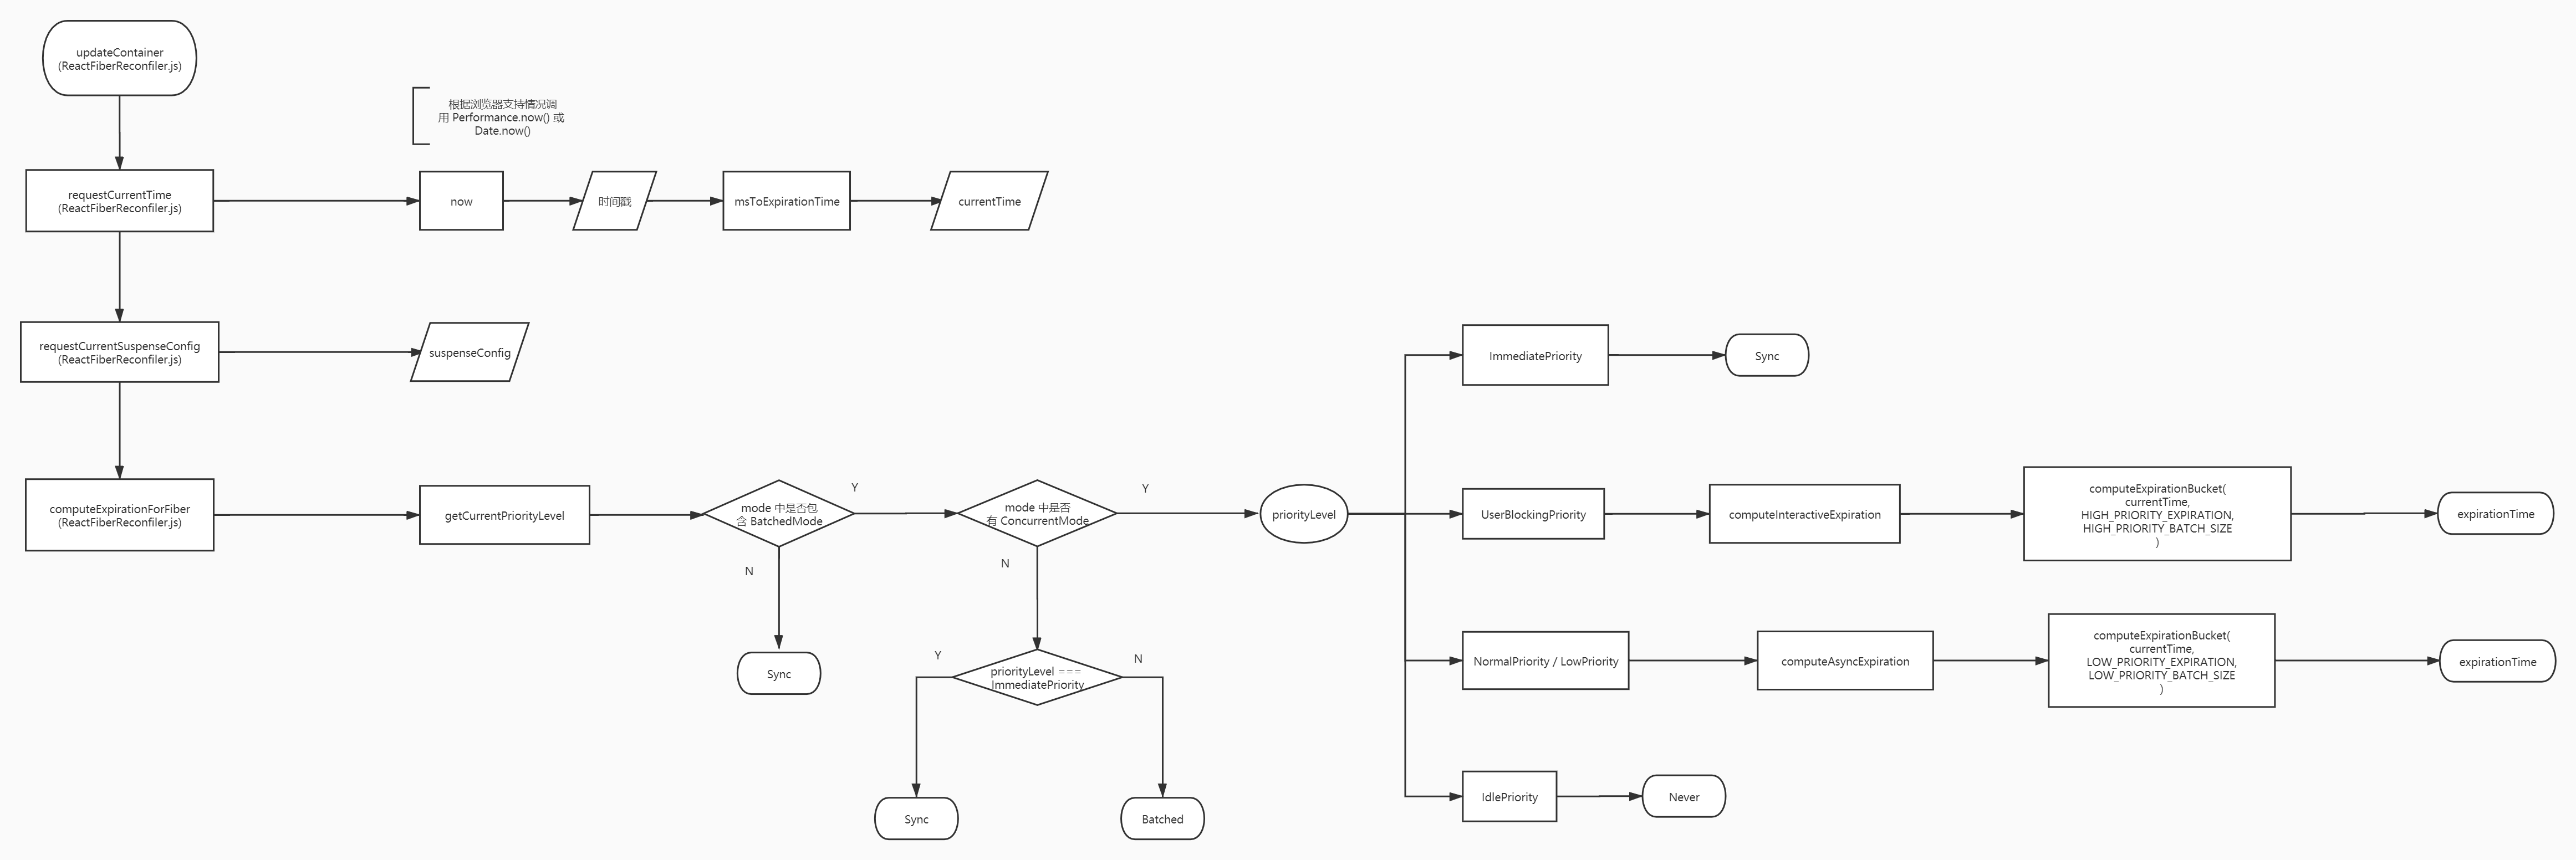 updateContainer
(ReactFiberReconfiler.js)
根据浏览器支持情况调
用 Performance.now() 或
Date.now()
requestCurrentTime
(ReactFiberReconfiler.js)
now
时间戳
msToExpirationTime
currentTime
requestCurrentSuspenseConfig
(ReactFiberReconfiler.js)
suspenseConfig
computeExpirationForFiber
(ReactFiberReconfiler.js)
getCurrentPriorityLevel
mode 中是否包
含 BatchedMode
Y
N
Sync
mode 中是否
有 ConcurrentMode
Y
N
priorityLevel ===
ImmediatePriority
Y
N
Sync
Batched
priorityLevel
ImmediatePriority
Sync
UserBlockingPriority
computeInteractiveExpiration
computeExpirationBucket(
currentTime,
HIGH_PRIORITY_EXPIRATION,
HIGH_PRIORITY_BATCH_SIZE
)
expirationTime
NormalPriority / LowPriority
computeAsyncExpiration
computeExpirationBucket(
currentTime,
LOW_PRIORITY_EXPIRATION,
LOW_PRIORITY_BATCH_SIZE
)
expirationTime
IdlePriority
Never